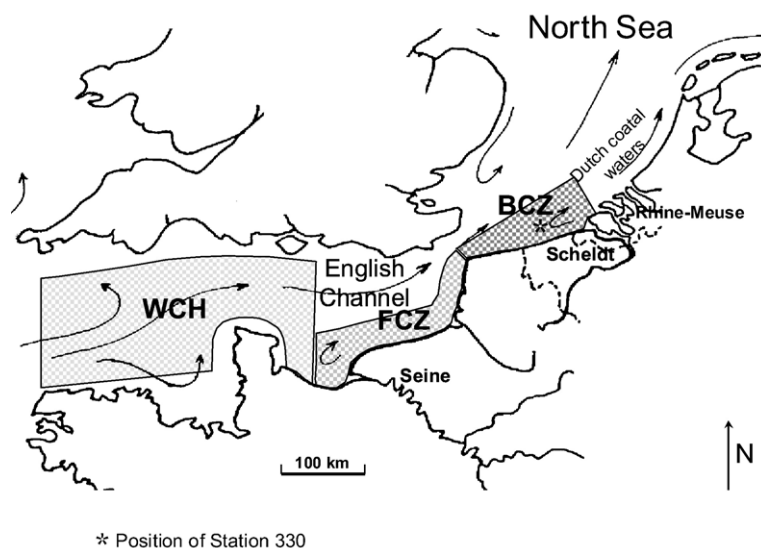 North Sea
Dutch coatal
waters
BCZ
*
Rhine-Meuse
Scheldt
English
Channel
WCH
FCZ
Seine
100 km
N
* Position of Station 330